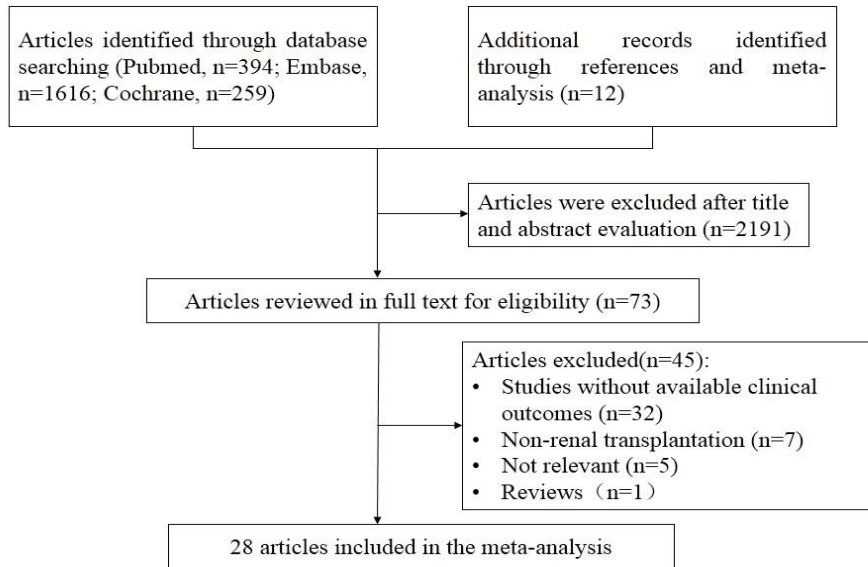 Articles identified through database
searching (Pubmed, n=394; Embase,
n=1616; Cochrane, n=259)
Additional records identified
through references and meta-
analysis (n=12)
Articles were excluded after title
and abstract evaluation (n=2191)
Articles reviewed in full text for eligibility (n=73)
Articles excluded(n=45):
• Studies without available clinical
outcomes (n=32)
• Non-renal transplantation (n=7)
• Not relevant (n=5)
• Reviews（n=1）
28 articles included in the meta-analysis